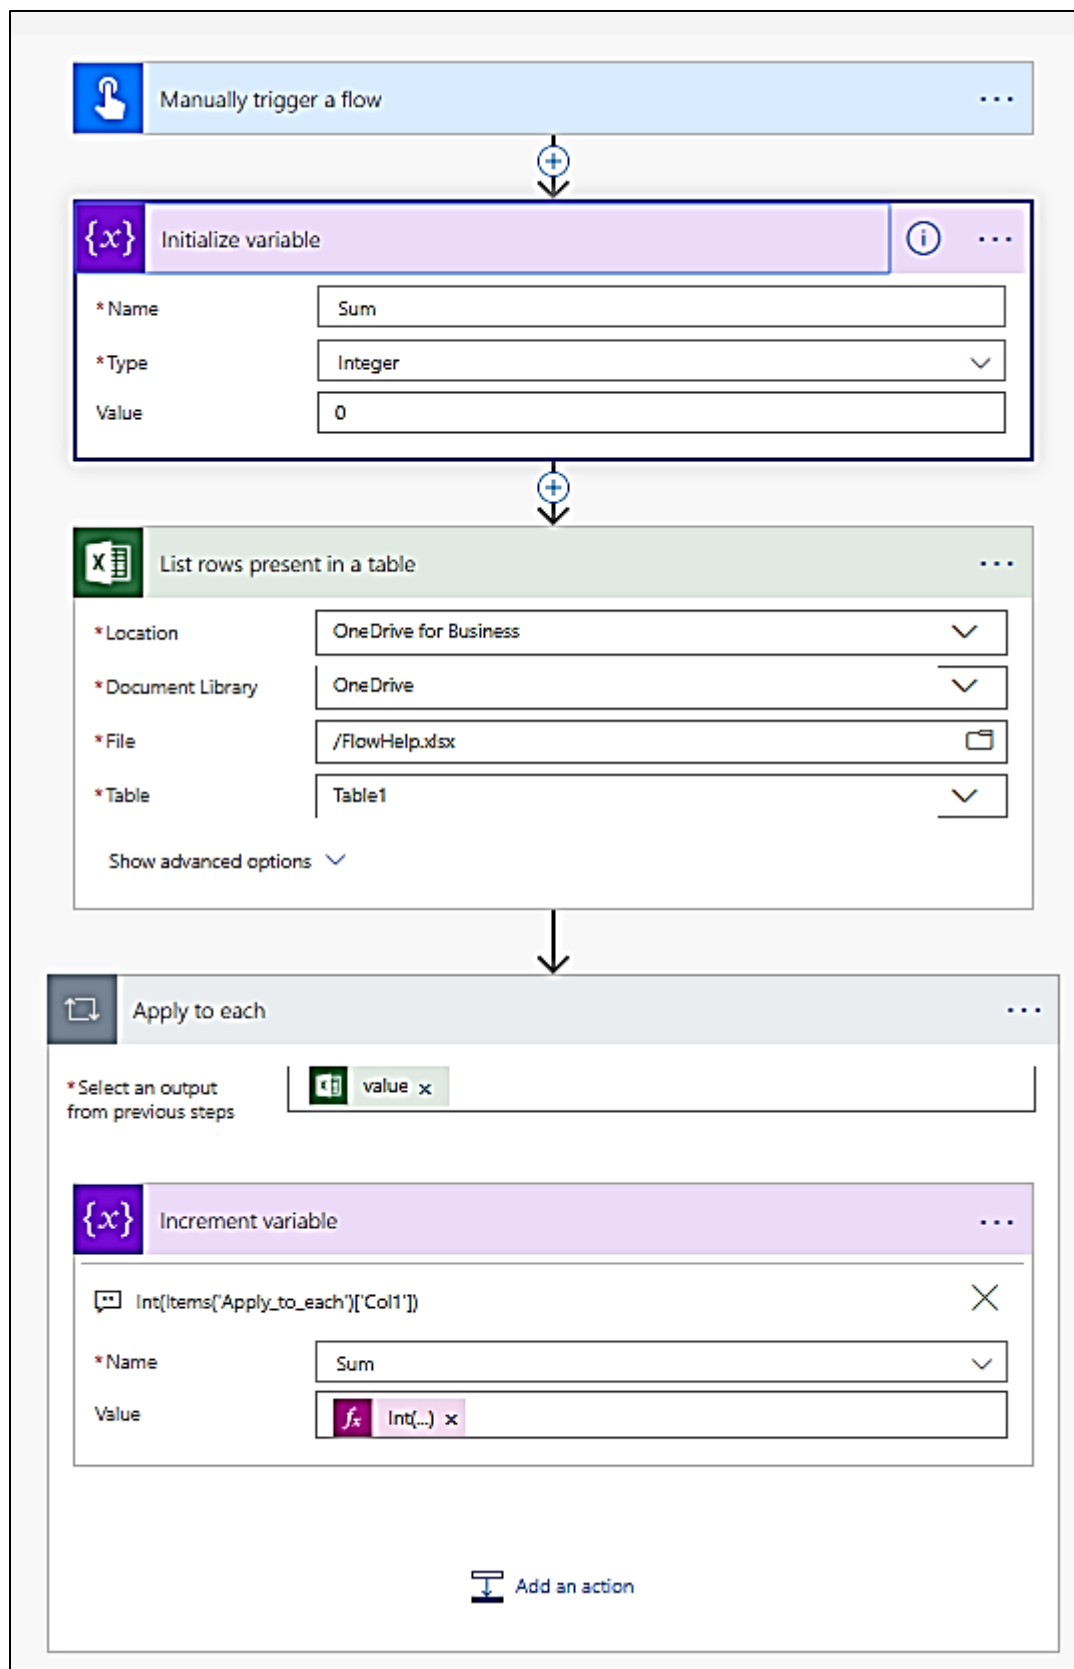 Manually trigger a flow
{x} Initialize variable
*Name Sum
*Type Integer
Value 0
List rows present in a table
*Location OneDrive for Business
*Document Library OneDrive
*File /FlowHelp.xlsx
*Table Table1
Show advanced options
Apply to each
*Select an output
from previous steps
value x
{x} Increment variable
Int(Items('Apply_to_each')['Col1'])
*Name Sum
Value fx Int(...) x
Add an action